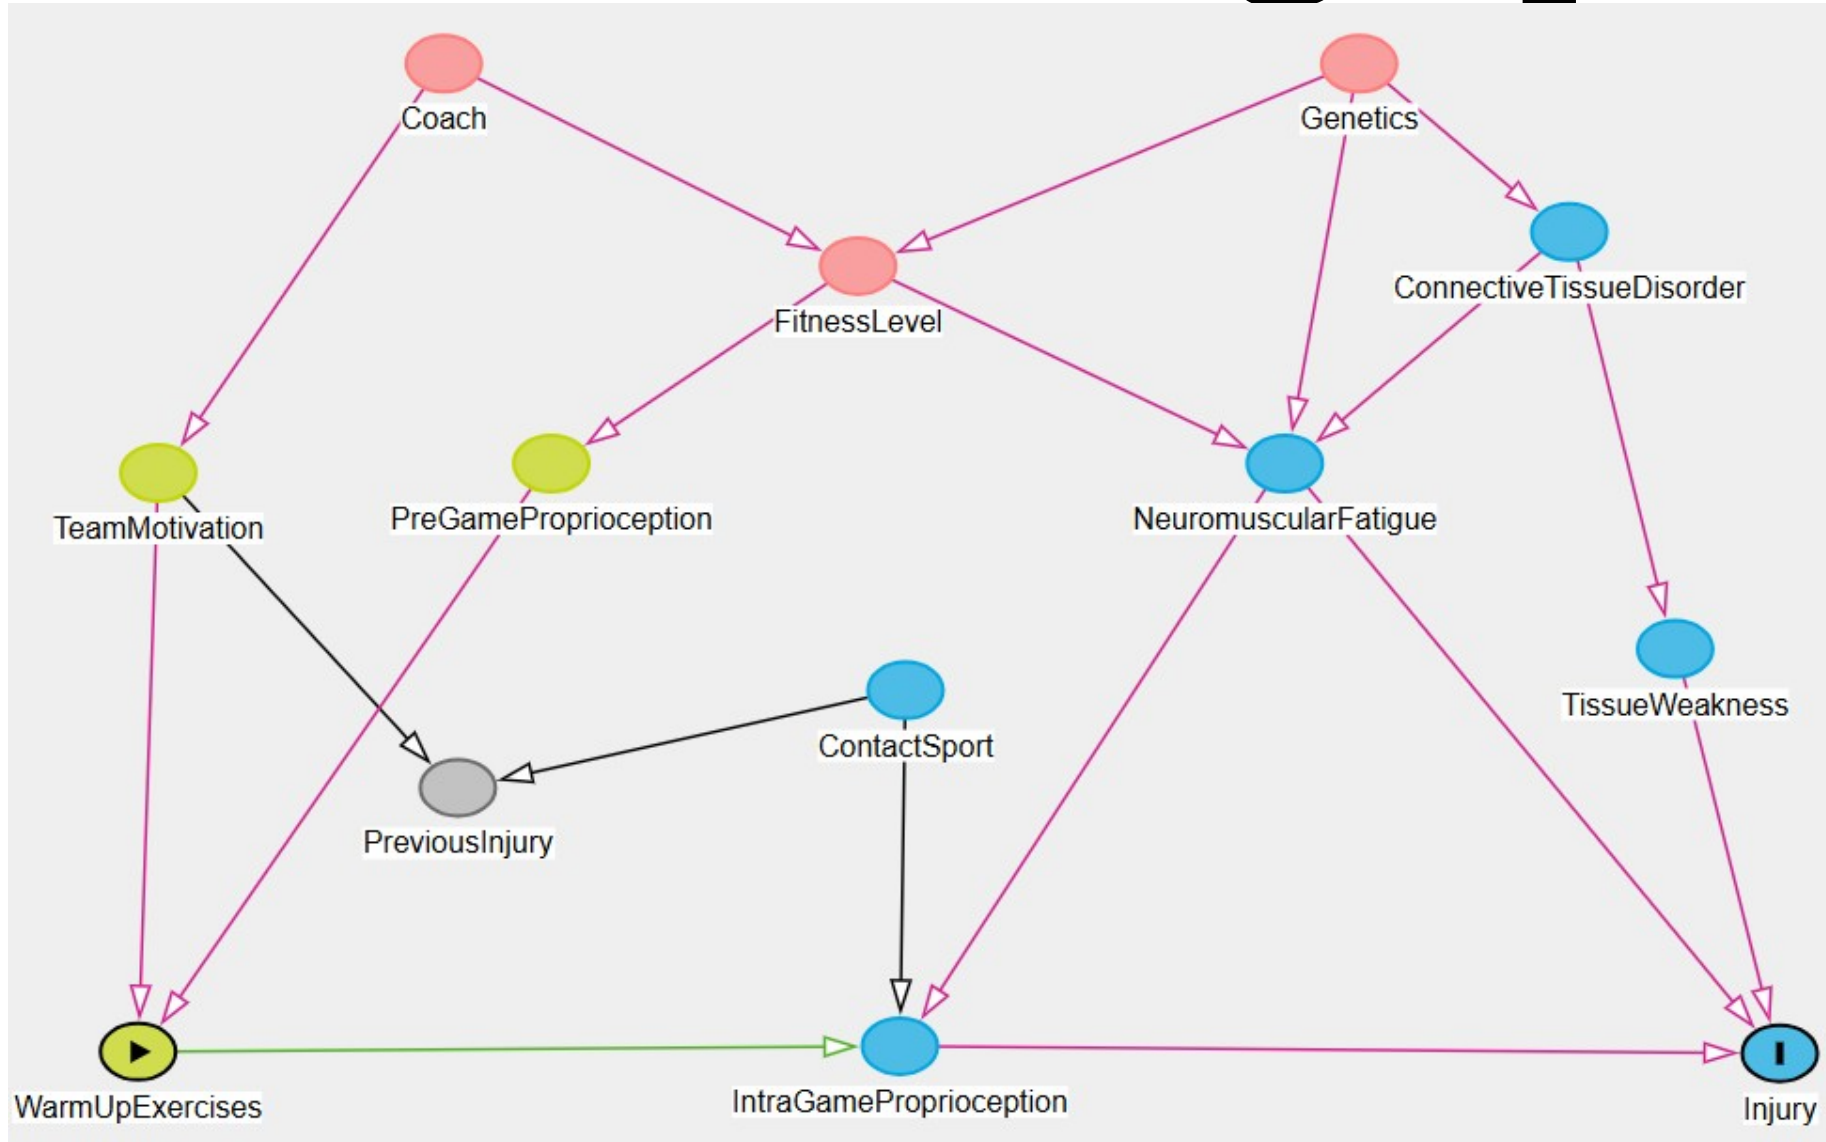 Coach
Genetics
ConnectiveTissueDisorder
FitnessLevel
TeamMotivation
PreGameProprioception
NeuromuscularFatigue
TissueWeakness
ContactSport
PreviousInjury
WarmUpExercises
IntraGameProprioception
Injury